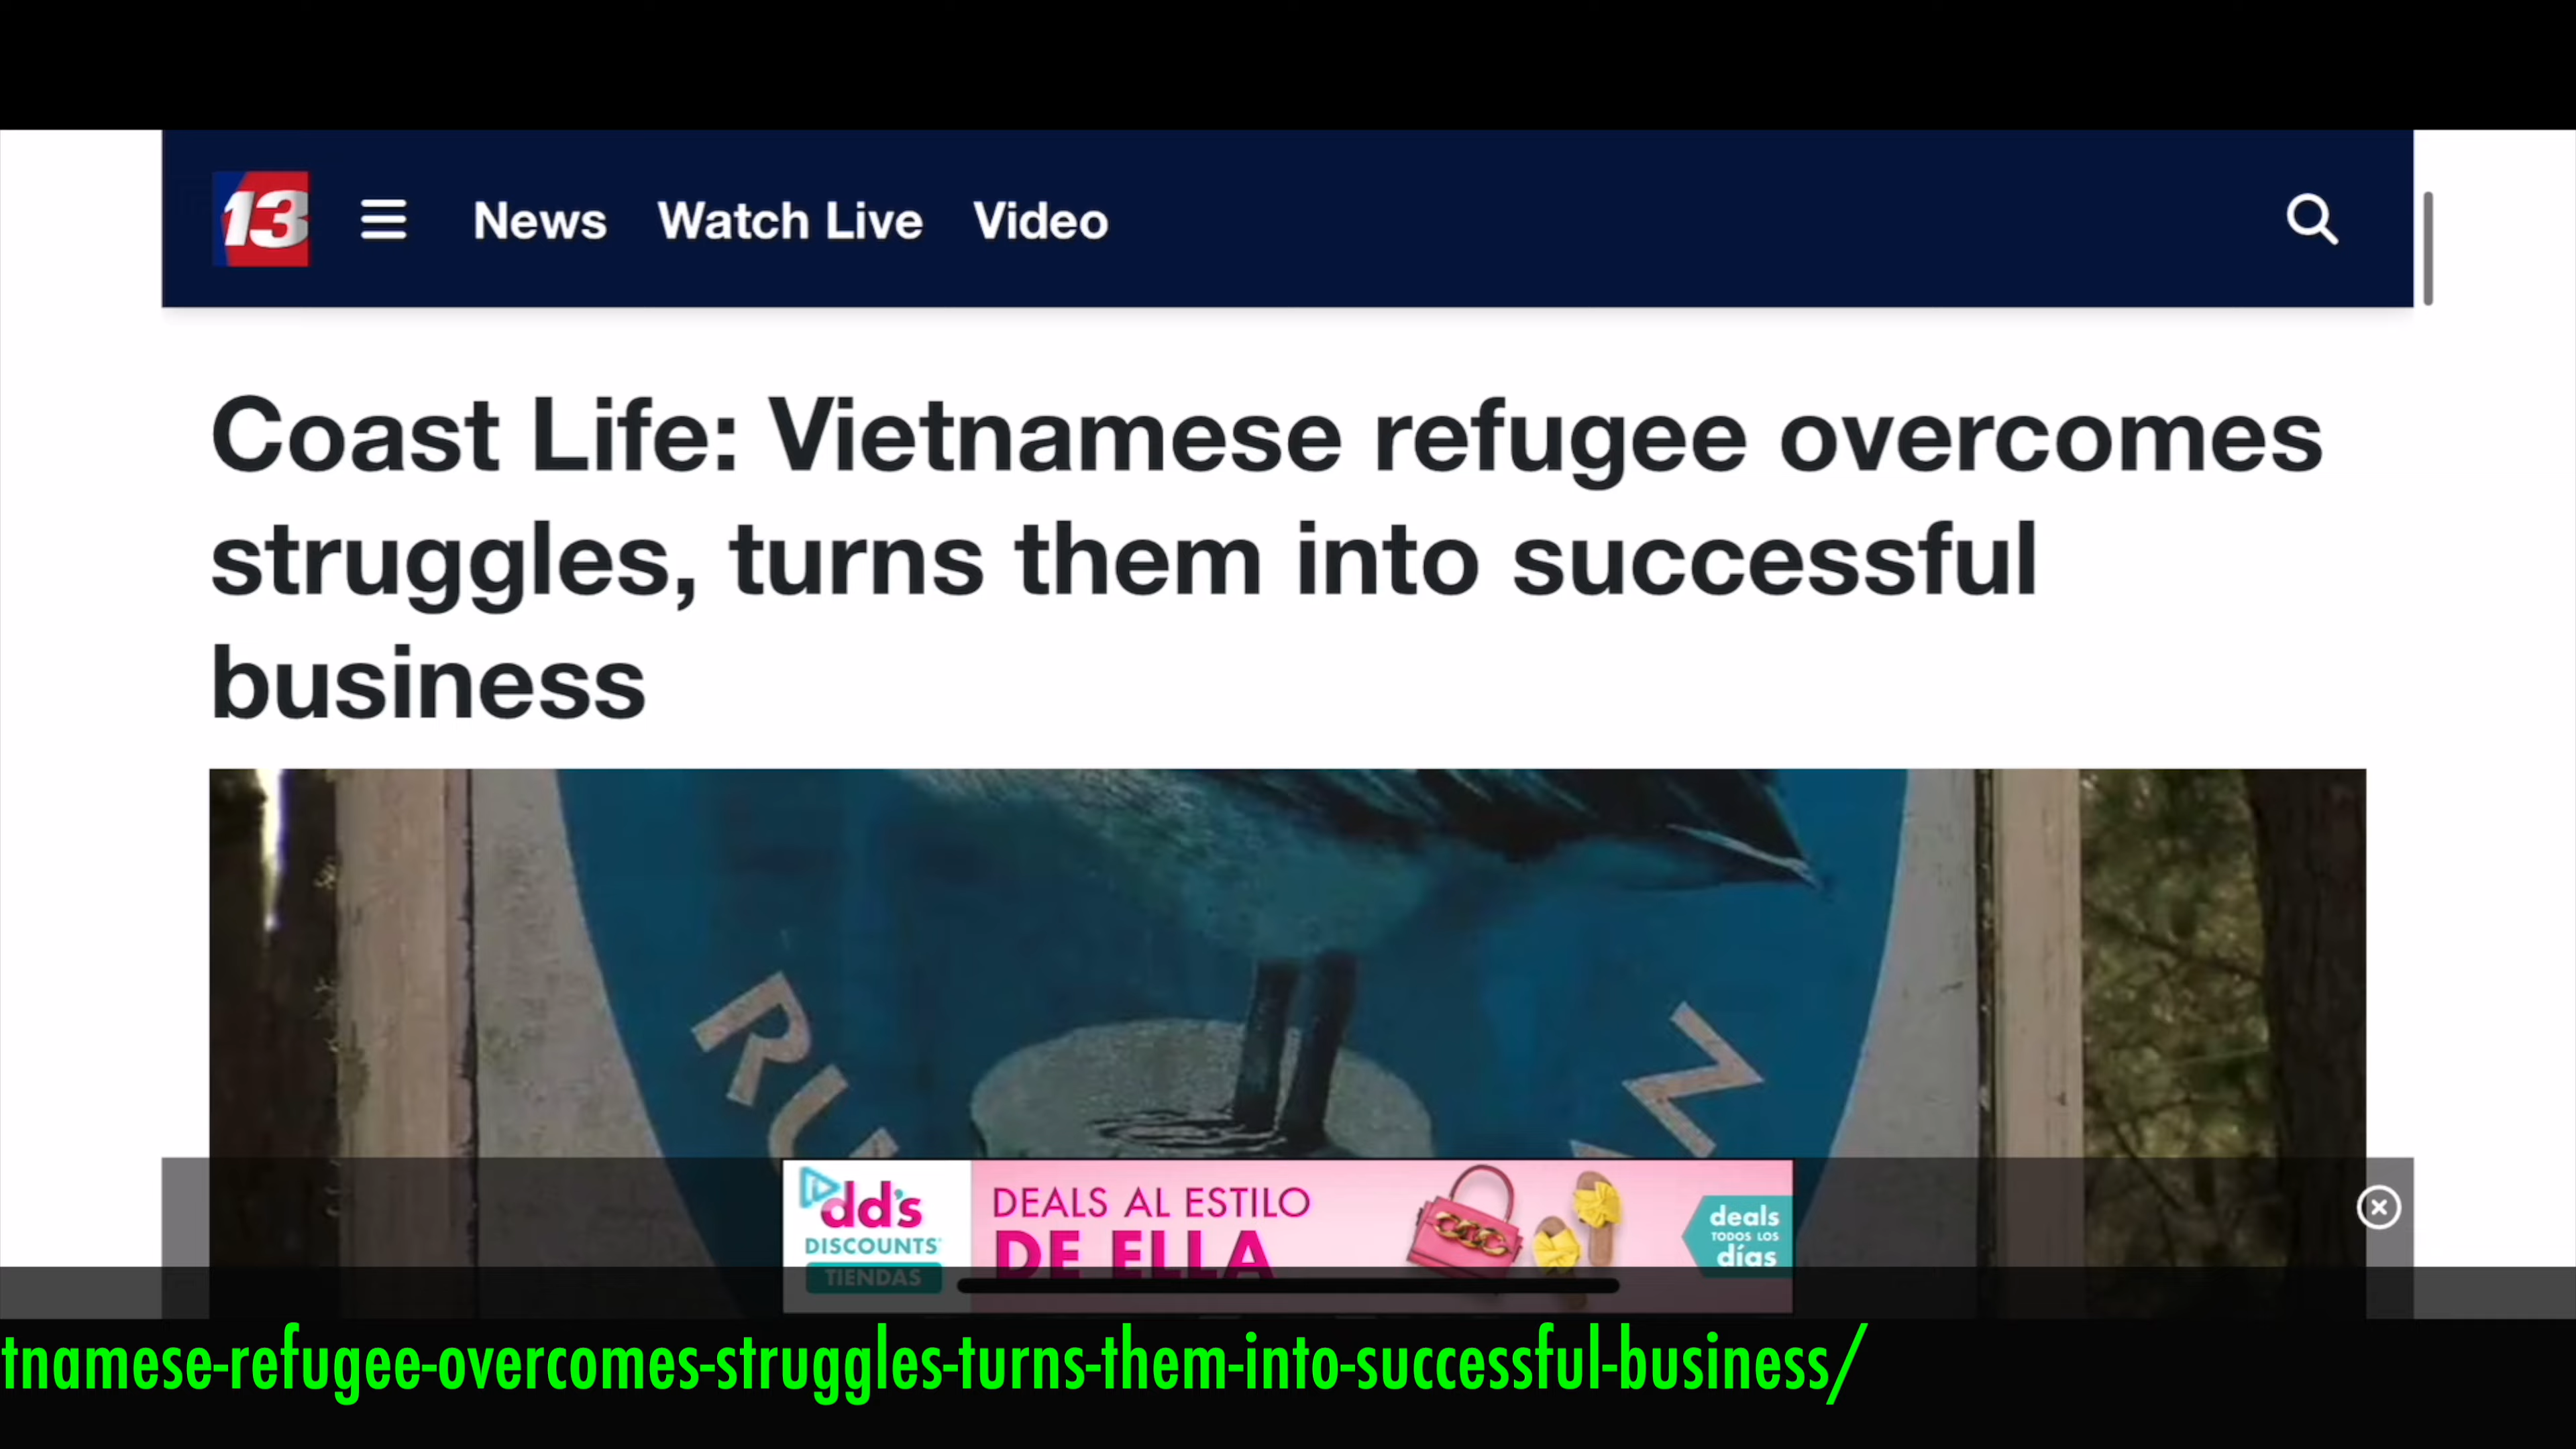 13
News Watch Live Video
Coast Life: Vietnamese refugee overcomes
struggles, turns them into successful
business
RU
Z
dd's
DISCOUNTS
TIENDAS
DEALS AL ESTILO
DE ELLA
deals
TODOS LOS
días
tnamese-refugee-overcomes-struggles-turns-them-into-successful-business/